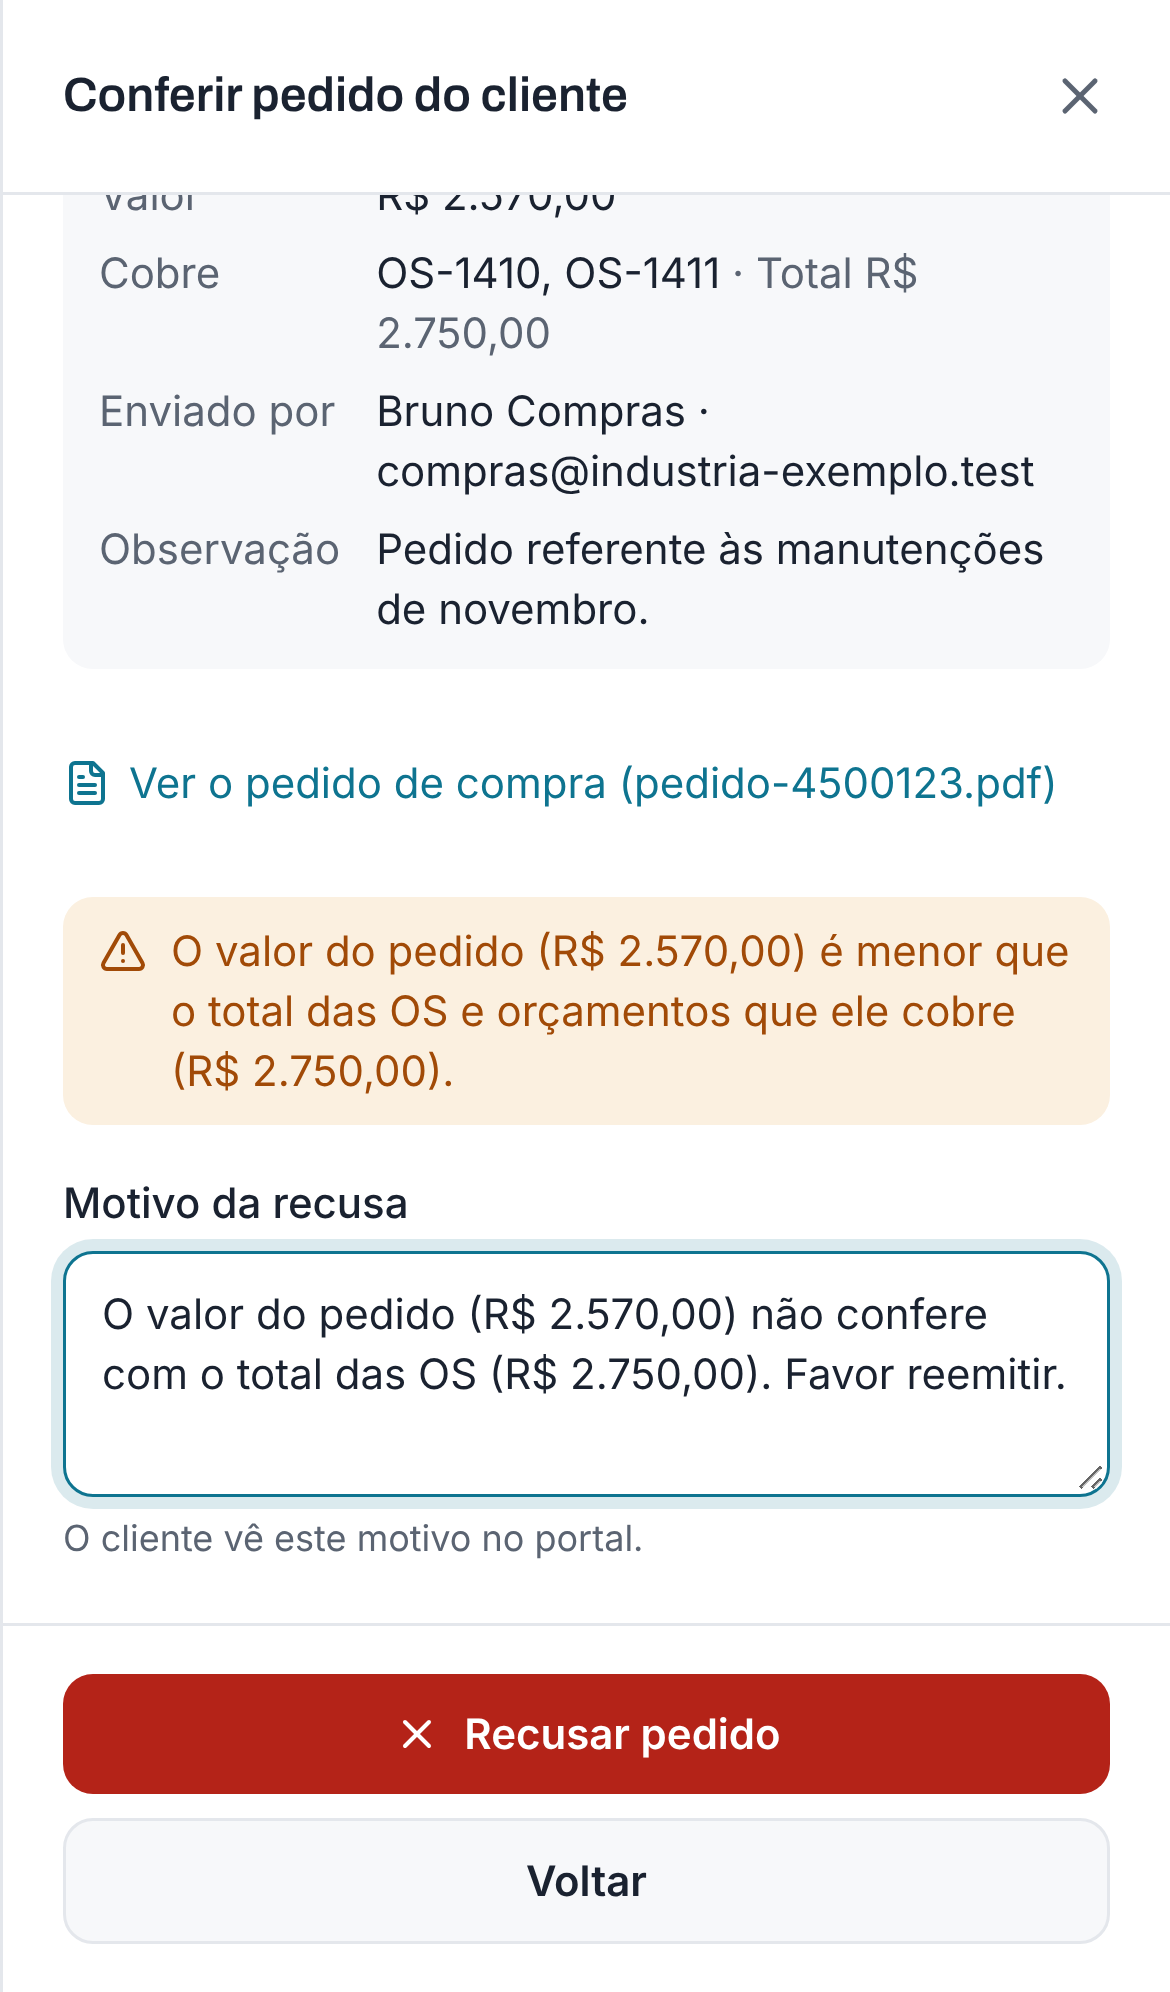 Conferir pedido do cliente
Valor R$ 2.570,00
Cobre OS-1410, OS-1411 · Total R$
2.750,00
Enviado por Bruno Compras ·
compras@industria-exemplo.test
Observação Pedido referente às manutenções
de novembro.
Ver o pedido de compra (pedido-4500123.pdf)
O valor do pedido (R$ 2.570,00) é menor que
o total das OS e orçamentos que ele cobre
(R$ 2.750,00).
Motivo da recusa
O valor do pedido (R$ 2.570,00) não confere
com o total das OS (R$ 2.750,00). Favor reemitir.
O cliente vê este motivo no portal.
Recusar pedido
Voltar